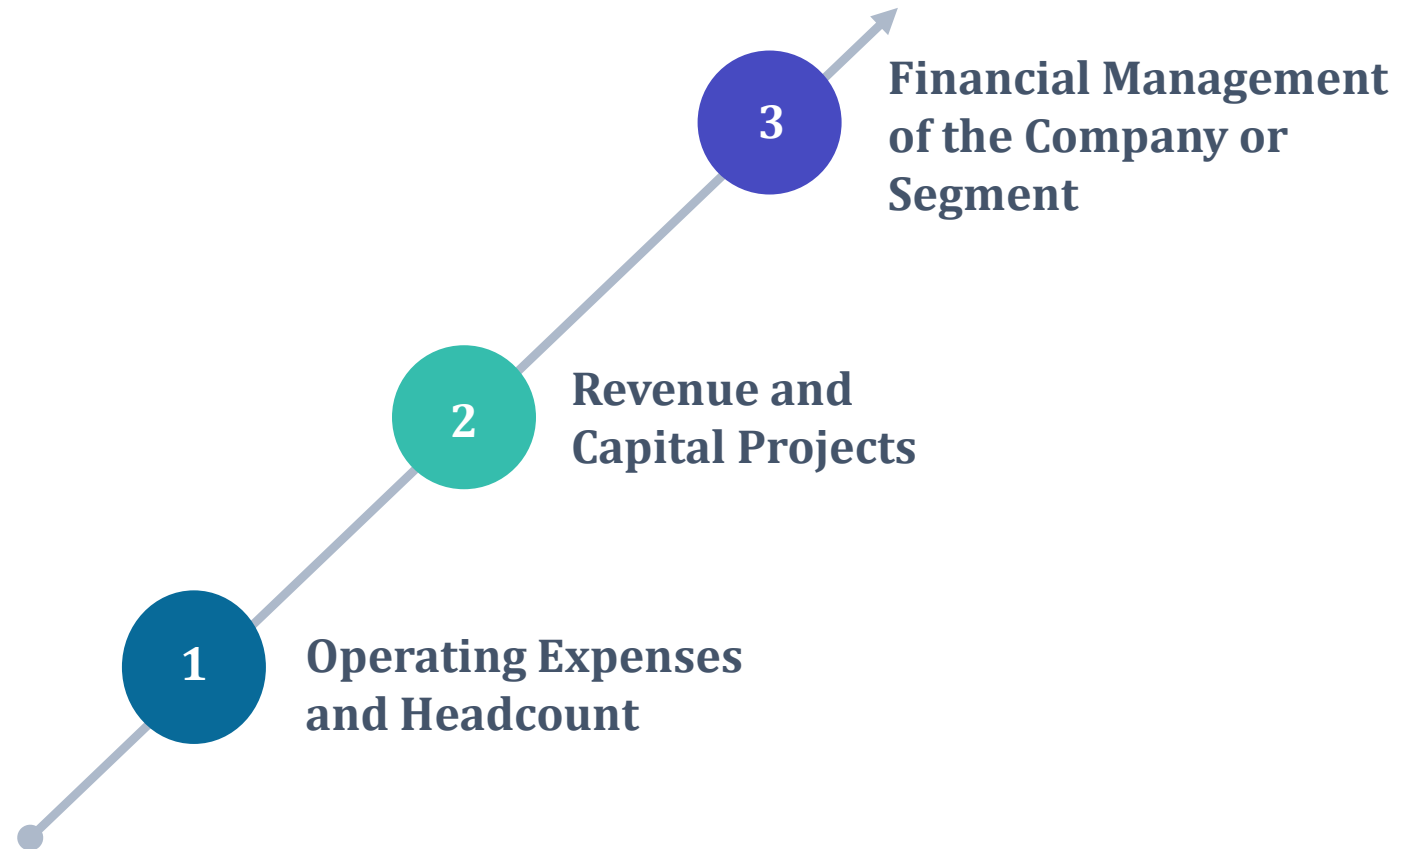 3
Financial Management
of the Company or
Segment
2
Revenue and
Capital Projects
1
Operating Expenses
and Headcount